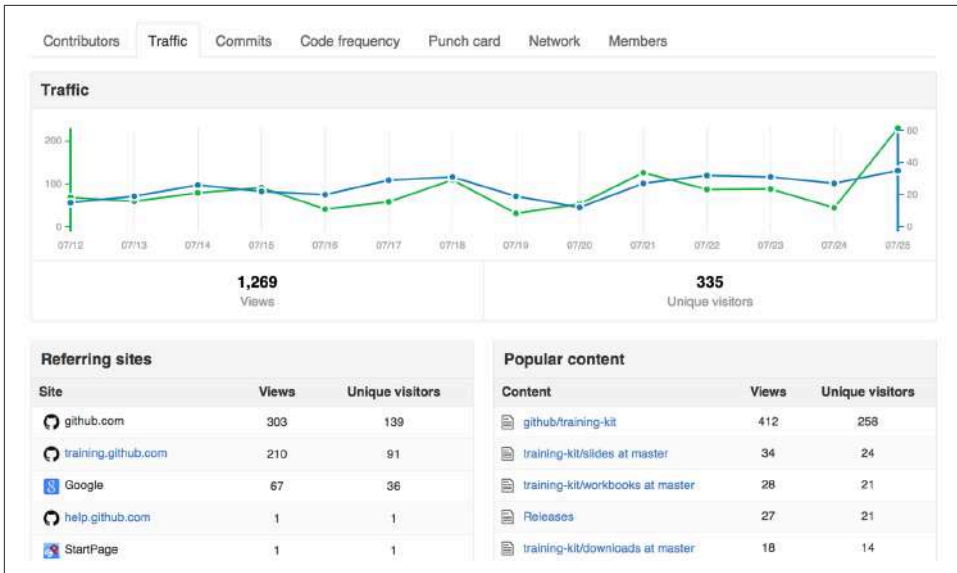 Contributors Traffic Commits Code frequency Punch card Network Members
Traffic
200 60
100 40
20
0 0
07/12 07/13 07/14 07/15 07/16 07/17 07/18 07/19 07/20 07/21 07/22 07/23 07/24 07/25
1,269 335
Views Unique visitors
Referring sites
Site Views Unique visitors
github.com 303 139
training.github.com 210 91
Google 67 36
help.github.com 1 1
StartPage 1 1
Popular content
Content Views Unique visitors
github/training-kit 412 258
training-kit/slides at master 34 24
training-kit/workbooks at master 28 21
Releases 27 21
training-kit/downloads at master 18 14